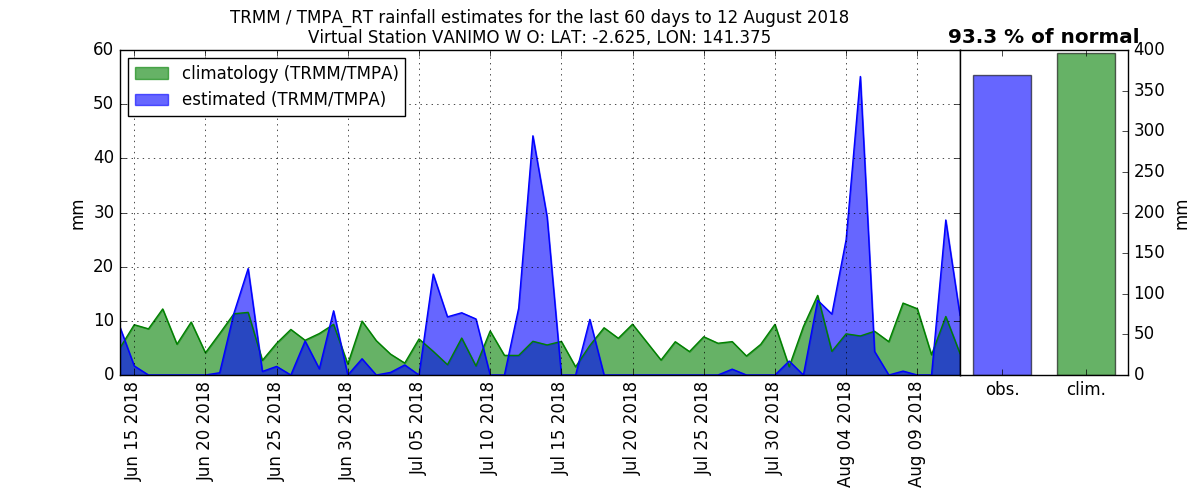 TRMM / TMPA_RT rainfall estimates for the last 60 days to 12 August 2018
Virtual Station VANIMO W O: LAT: -2.625, LON: 141.375
93.3 % of normal
climatology (TRMM/TMPA)
estimated (TRMM/TMPA)
60
50
40
30
20
10
0
mm
400
350
300
250
200
150
100
50
0
mm
Jun 15 2018
Jun 20 2018
Jun 25 2018
Jun 30 2018
Jul 05 2018
Jul 10 2018
Jul 15 2018
Jul 20 2018
Jul 25 2018
Jul 30 2018
Aug 04 2018
Aug 09 2018
obs.
clim.